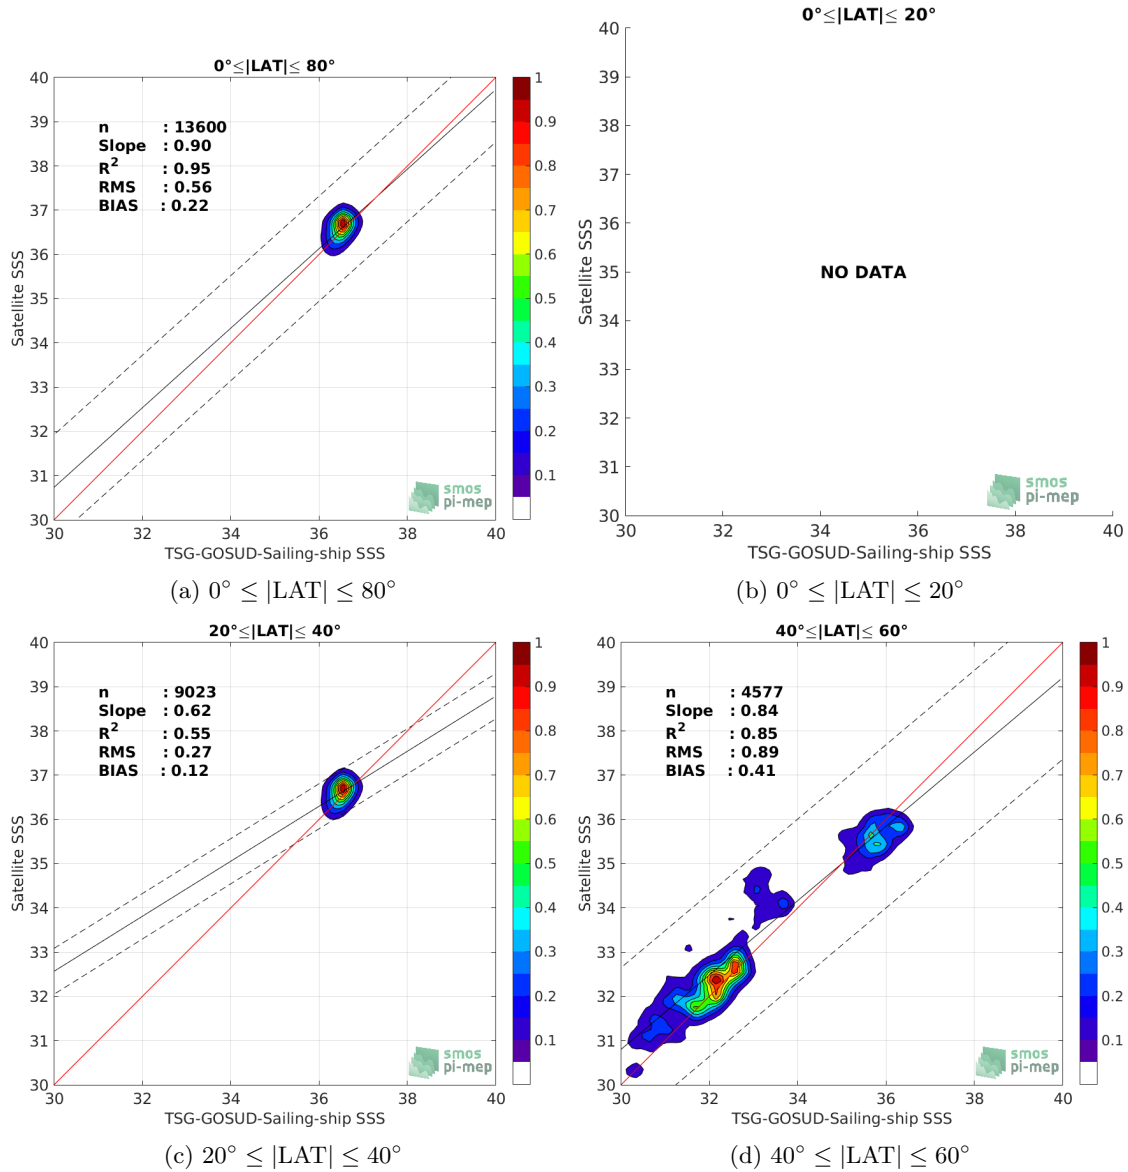 0°≤|LAT|≤ 80°
n : 13600
Slope : 0.90
R² : 0.95
RMS : 0.56
BIAS : 0.22
Satellite SSS
40
39
38
37
36
35
34
33
32
31
30
30 32 34 36 38 40
TSG-GOSUD-Sailing-ship SSS
1
0.9
0.8
0.7
0.6
0.5
0.4
0.3
0.2
0.1
smos
pi-mep
(a) 0° ≤ |LAT| ≤ 80°
0°≤|LAT|≤ 20°
NO DATA
Satellite SSS
40
39
38
37
36
35
34
33
32
31
30
30 32 34 36 38 40
TSG-GOSUD-Sailing-ship SSS
smos
pi-mep
(b) 0° ≤ |LAT| ≤ 20°
20°≤|LAT|≤ 40°
n : 9023
Slope : 0.62
R² : 0.55
RMS : 0.27
BIAS : 0.12
Satellite SSS
40
39
38
37
36
35
34
33
32
31
30
30 32 34 36 38 40
TSG-GOSUD-Sailing-ship SSS
1
0.9
0.8
0.7
0.6
0.5
0.4
0.3
0.2
0.1
smos
pi-mep
(c) 20° ≤ |LAT| ≤ 40°
40°≤|LAT|≤ 60°
n : 4577
Slope : 0.84
R² : 0.85
RMS : 0.89
BIAS : 0.41
Satellite SSS
40
39
38
37
36
35
34
33
32
31
30
30 32 34 36 38 40
TSG-GOSUD-Sailing-ship SSS
1
0.9
0.8
0.7
0.6
0.5
0.4
0.3
0.2
0.1
smos
pi-mep
(d) 40° ≤ |LAT| ≤ 60°